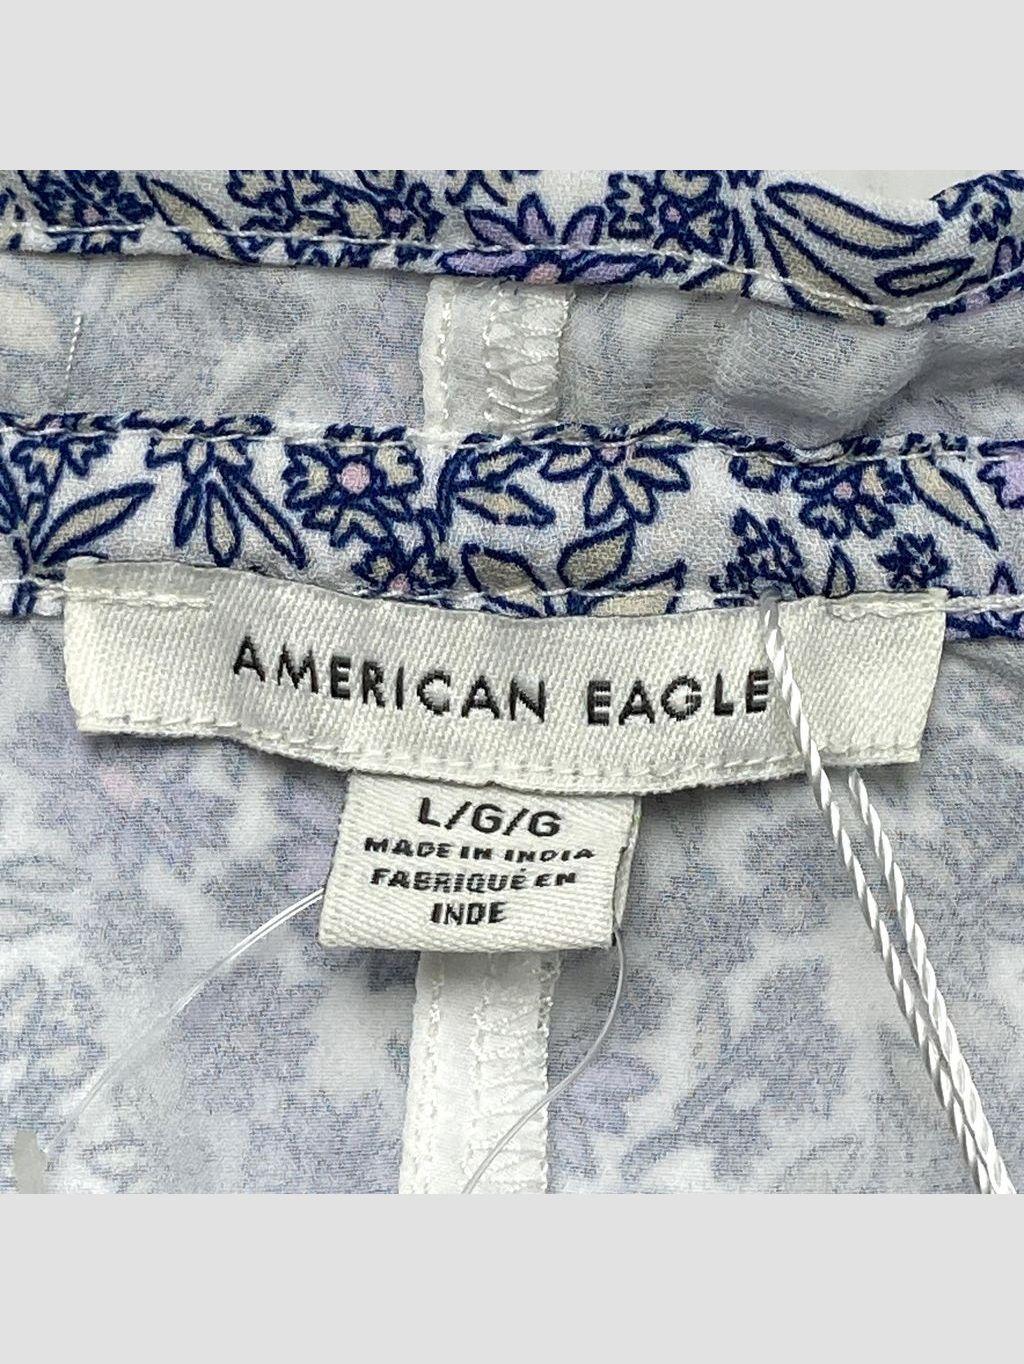 AMERICAN EAGLE
L/G/G
MADE IN INDIA
FABRIQUÉ EN
INDE